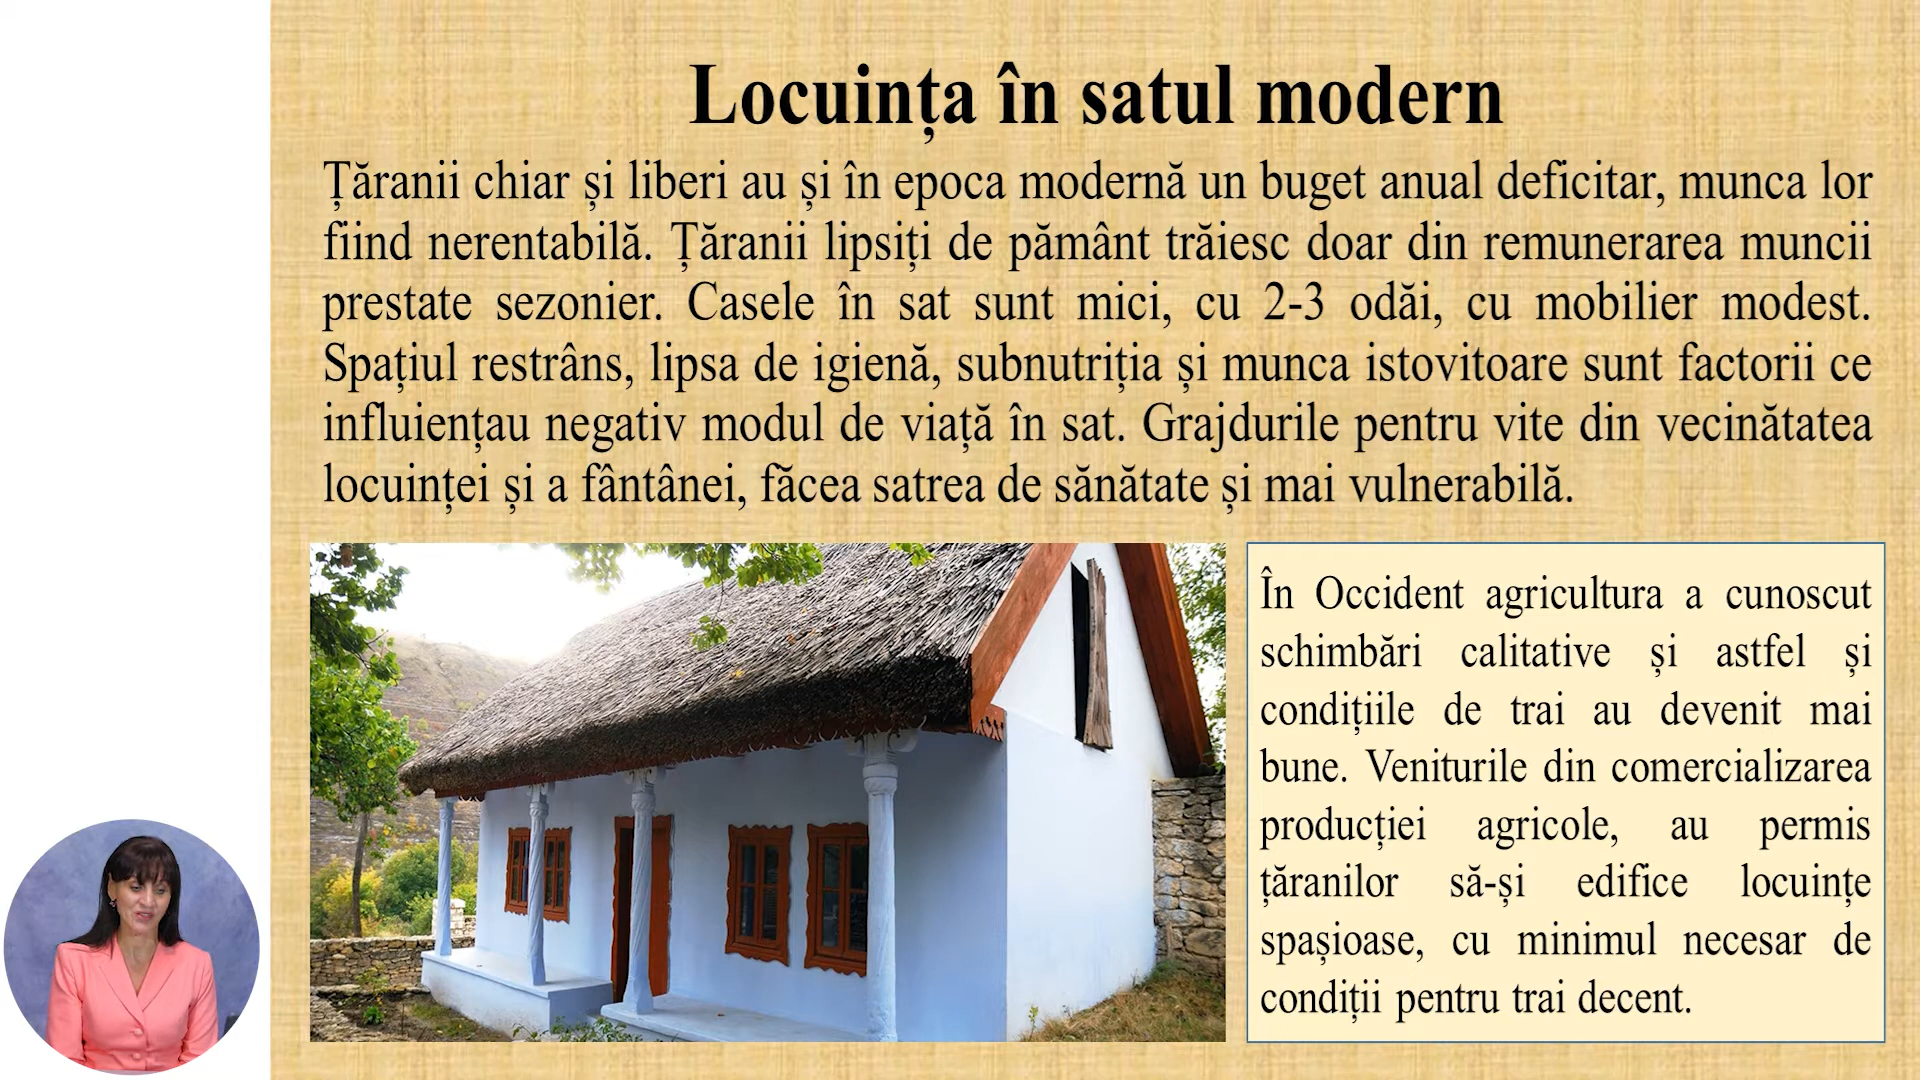 Locuința în satul modern
Țăranii chiar și liberi au și în epoca modernă un buget anual deficitar, munca lor
fiind nerentabilă. Țăranii lipsiți de pământ trăiesc doar din remunerarea muncii
prestate sezonier. Casele în sat sunt mici, cu 2-3 odăi, cu mobilier modest.
Spațiul restrâns, lipsa de igienă, subnutriția și munca istovitoare sunt factorii ce
influiențau negativ modul de viață în sat. Grajdurile pentru vite din vecinătatea
locuinței și a fântânei, făcea satrea de sănătate și mai vulnerabilă.
În Occident agricultura a cunoscut
schimbări calitative și astfel și
condițiile de trai au devenit mai
bune. Veniturile din comercializarea
producției agricole, au permis
țăranilor să-și edifice locuințe
spașioase, cu minimul necesar de
condiții pentru trai decent.